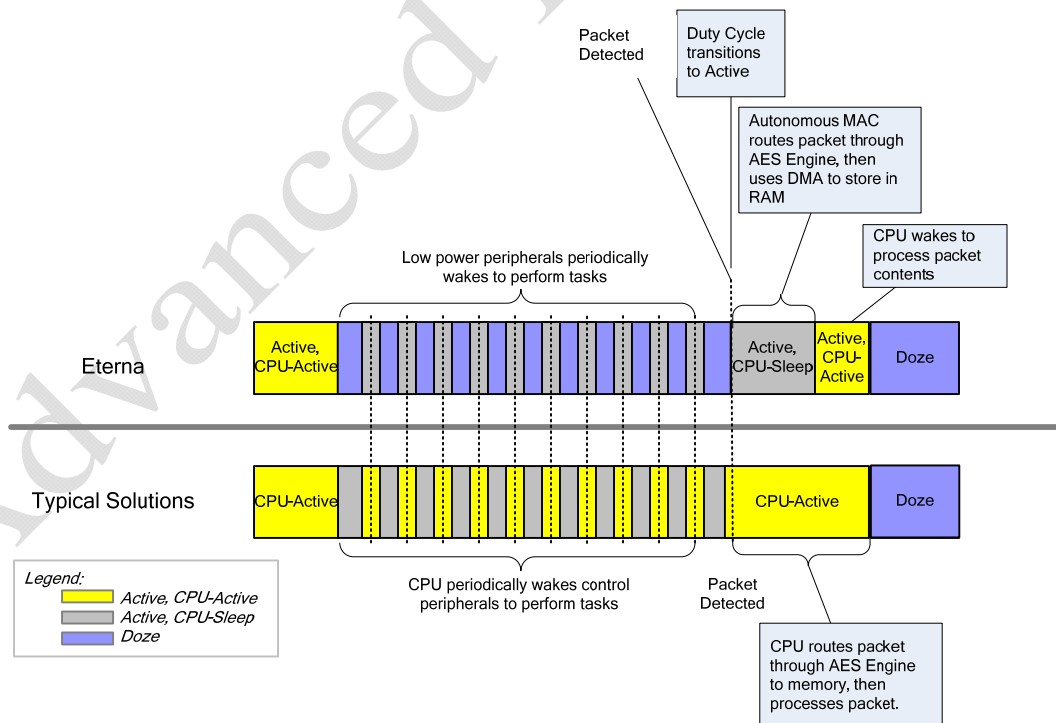 Advanced
Packet
Detected
Duty Cycle
transitions
to Active
Autonomous MAC
routes packet through
AES Engine, then
uses DMA to store in
RAM
CPU wakes to
process packet
contents
Low power peripherals periodically
wakes to perform tasks
Eterna
Active,
CPU-Active
Active,
CPU-Sleep
Active,
CPU-
Active
Doze
Typical Solutions
CPU-Active
CPU-Active
Doze
CPU periodically wakes control
peripherals to perform tasks
Packet
Detected
CPU routes packet
through AES Engine
to memory, then
processes packet.
Legend:
Active, CPU-Active
Active, CPU-Sleep
Doze